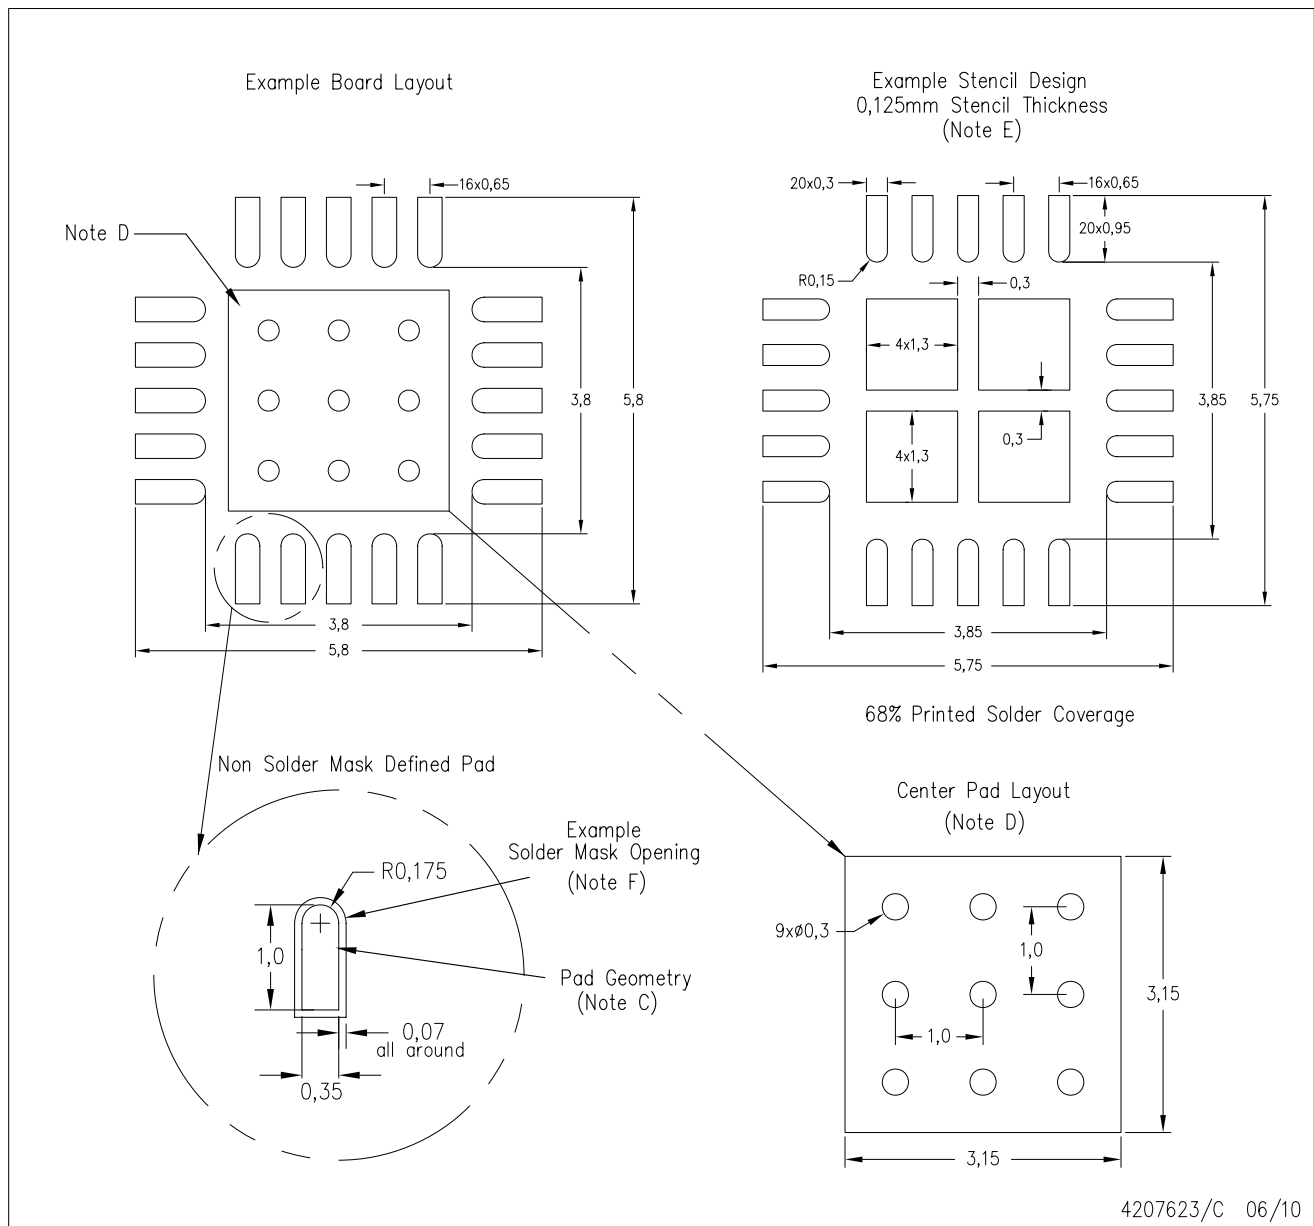 Example Board Layout
Example Stencil Design
0,125mm Stencil Thickness
(Note E)
16x0,65
Note D
3,8
5,8
3,8
5,8
20x0,3
16x0,65
20x0,95
R0,15
0,3
4x1,3
4x1,3
0,3
3,85
5,75
3,85
5,75
68% Printed Solder Coverage
Non Solder Mask Defined Pad
Example
Solder Mask Opening
(Note F)
R0,175
1,0
Pad Geometry
(Note C)
0,07
all around
0,35
Center Pad Layout
(Note D)
9xø0,3
1,0
1,0
3,15
3,15
4207623/C 06/10